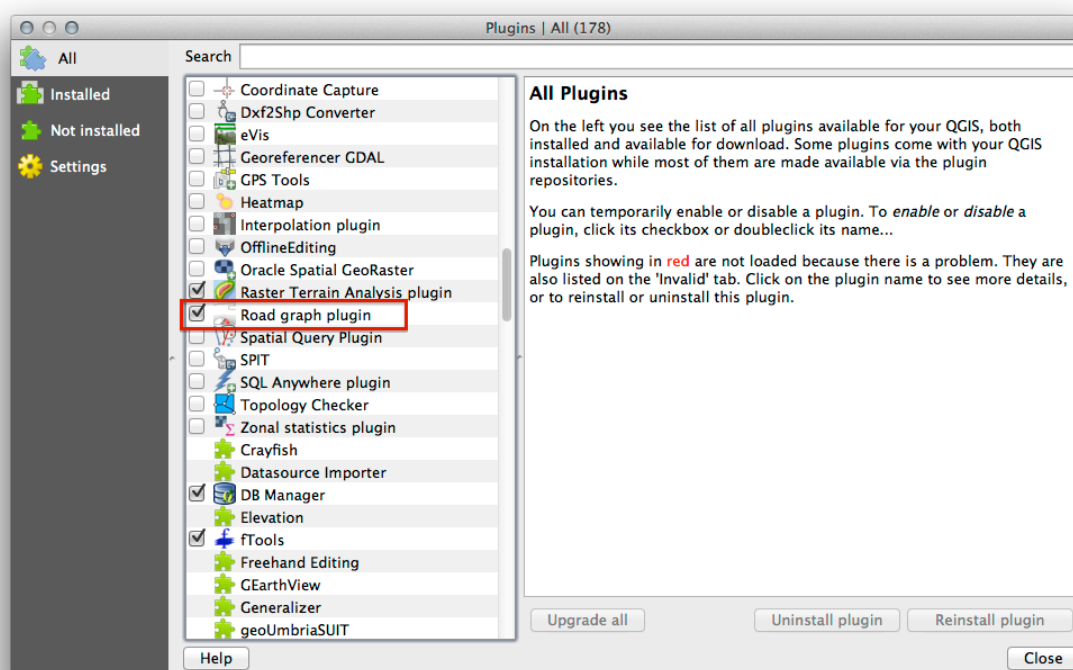 Plugins | All (178)
All
Installed
Not installed
Settings
Search
Coordinate Capture
Dxf2Shp Converter
eVis
Georeferencer GDAL
GPS Tools
Heatmap
Interpolation plugin
OfflineEditing
Oracle Spatial GeoRaster
Raster Terrain Analysis plugin
Road graph plugin
Spatial Query Plugin
SPIT
SQL Anywhere plugin
Topology Checker
Zonal statistics plugin
Crayfish
Datasource Importer
DB Manager
Elevation
fTools
Freehand Editing
GEarthView
Generalizer
geoUmbriaSUIT
All Plugins
On the left you see the list of all plugins available for your QGIS, both
installed and available for download. Some plugins come with your QGIS
installation while most of them are made available via the plugin
repositories.
You can temporarily enable or disable a plugin. To enable or disable a
plugin, click its checkbox or doubleclick its name...
Plugins showing in red are not loaded because there is a problem. They are
also listed on the 'Invalid' tab. Click on the plugin name to see more details,
or to reinstall or uninstall this plugin.
Upgrade all
Uninstall plugin
Reinstall plugin
Help
Close